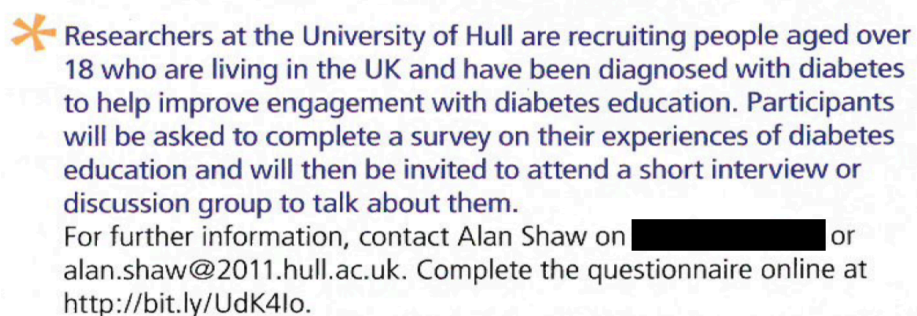 Researchers at the University of Hull are recruiting people aged over
18 who are living in the UK and have been diagnosed with diabetes
to help improve engagement with diabetes education. Participants
will be asked to complete a survey on their experiences of diabetes
education and will then be invited to attend a short interview or
discussion group to talk about them.
For further information, contact Alan Shaw on or
alan.shaw@2011.hull.ac.uk. Complete the questionnaire online at
http://bit.ly/UdK4Io.